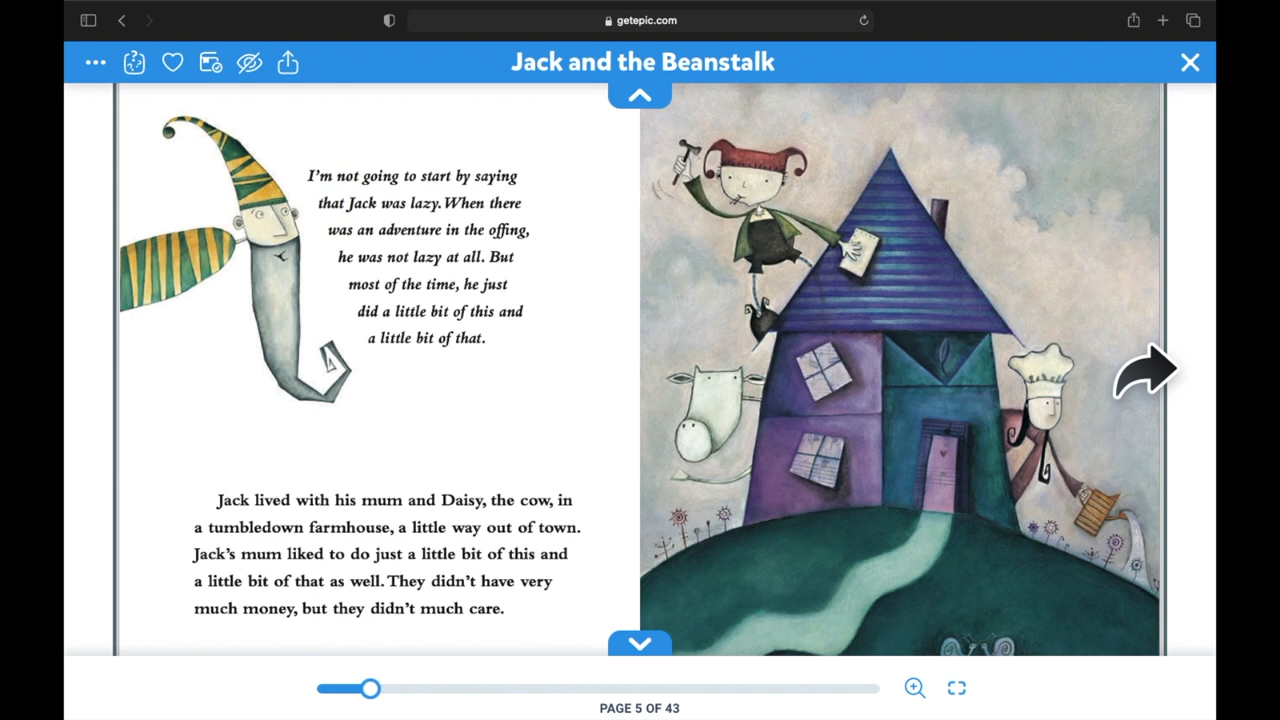 getepic.com
Jack and the Beanstalk
I'm not going to start by saying
that Jack was lazy. When there
was an adventure in the offing,
he was not lazy at all. But
most of the time, he just
did a little bit of this and
a little bit of that.
Jack lived with his mum and Daisy, the cow, in
a tumbledown farmhouse, a little way out of town.
Jack's mum liked to do just a little bit of this and
a little bit of that as well. They didn't have very
much money, but they didn't much care.
PAGE 5 OF 43